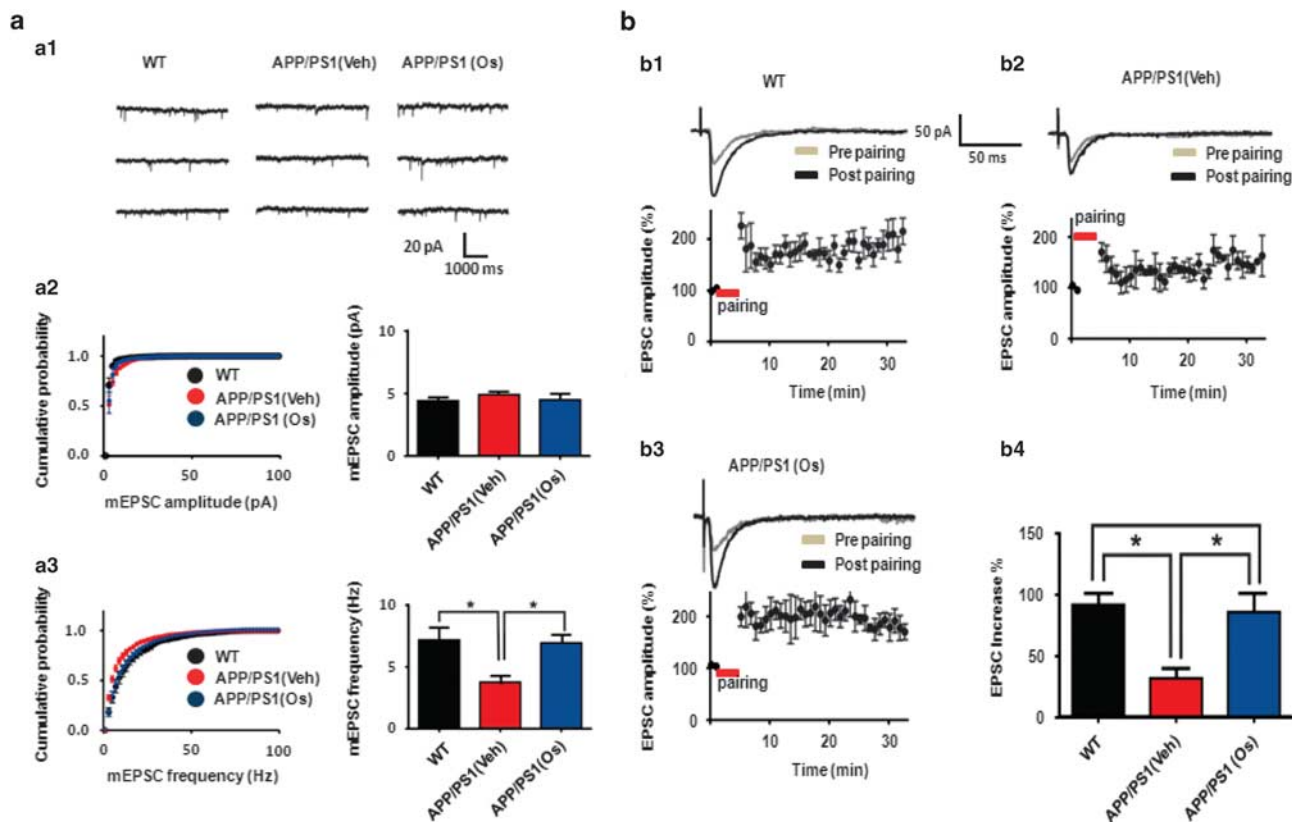 a
a1
WT
APP/PS1(Veh)
APP/PS1(Os)
20 pA
1000 ms
a2
Cumulative probability
1.0
0.5
0.0
0
50
100
mEPSC amplitude (pA)
WT
APP/PS1(Veh)
APP/PS1(Os)
mEPSC amplitude (pA)
10
5
0
WT
APP/PS1(Veh)
APP/PS1(Os)
a3
Cumulative probability
1.0
0.5
0.0
0
50
100
mEPSC frequency (Hz)
WT
APP/PS1(Veh)
APP/PS1(Os)
mEPSC frequency (Hz)
10
5
0
* *
WT
APP/PS1(Veh)
APP/PS1(Os)
b
b1
WT
50 pA
50 ms
Pre pairing
Post pairing
EPSC amplitude (%)
200
100
0
pairing
10 20 30
Time (min)
b2
APP/PS1(Veh)
Pre pairing
Post pairing
pairing
EPSC amplitude (%)
200
100
0
10 20 30
Time (min)
b3
APP/PS1(Os)
Pre pairing
Post pairing
EPSC amplitude (%)
200
100
0
pairing
10 20 30
Time (min)
b4
EPSC Increase %
150
100
50
0
* *
WT
APP/PS1(Veh)
APP/PS1(Os)